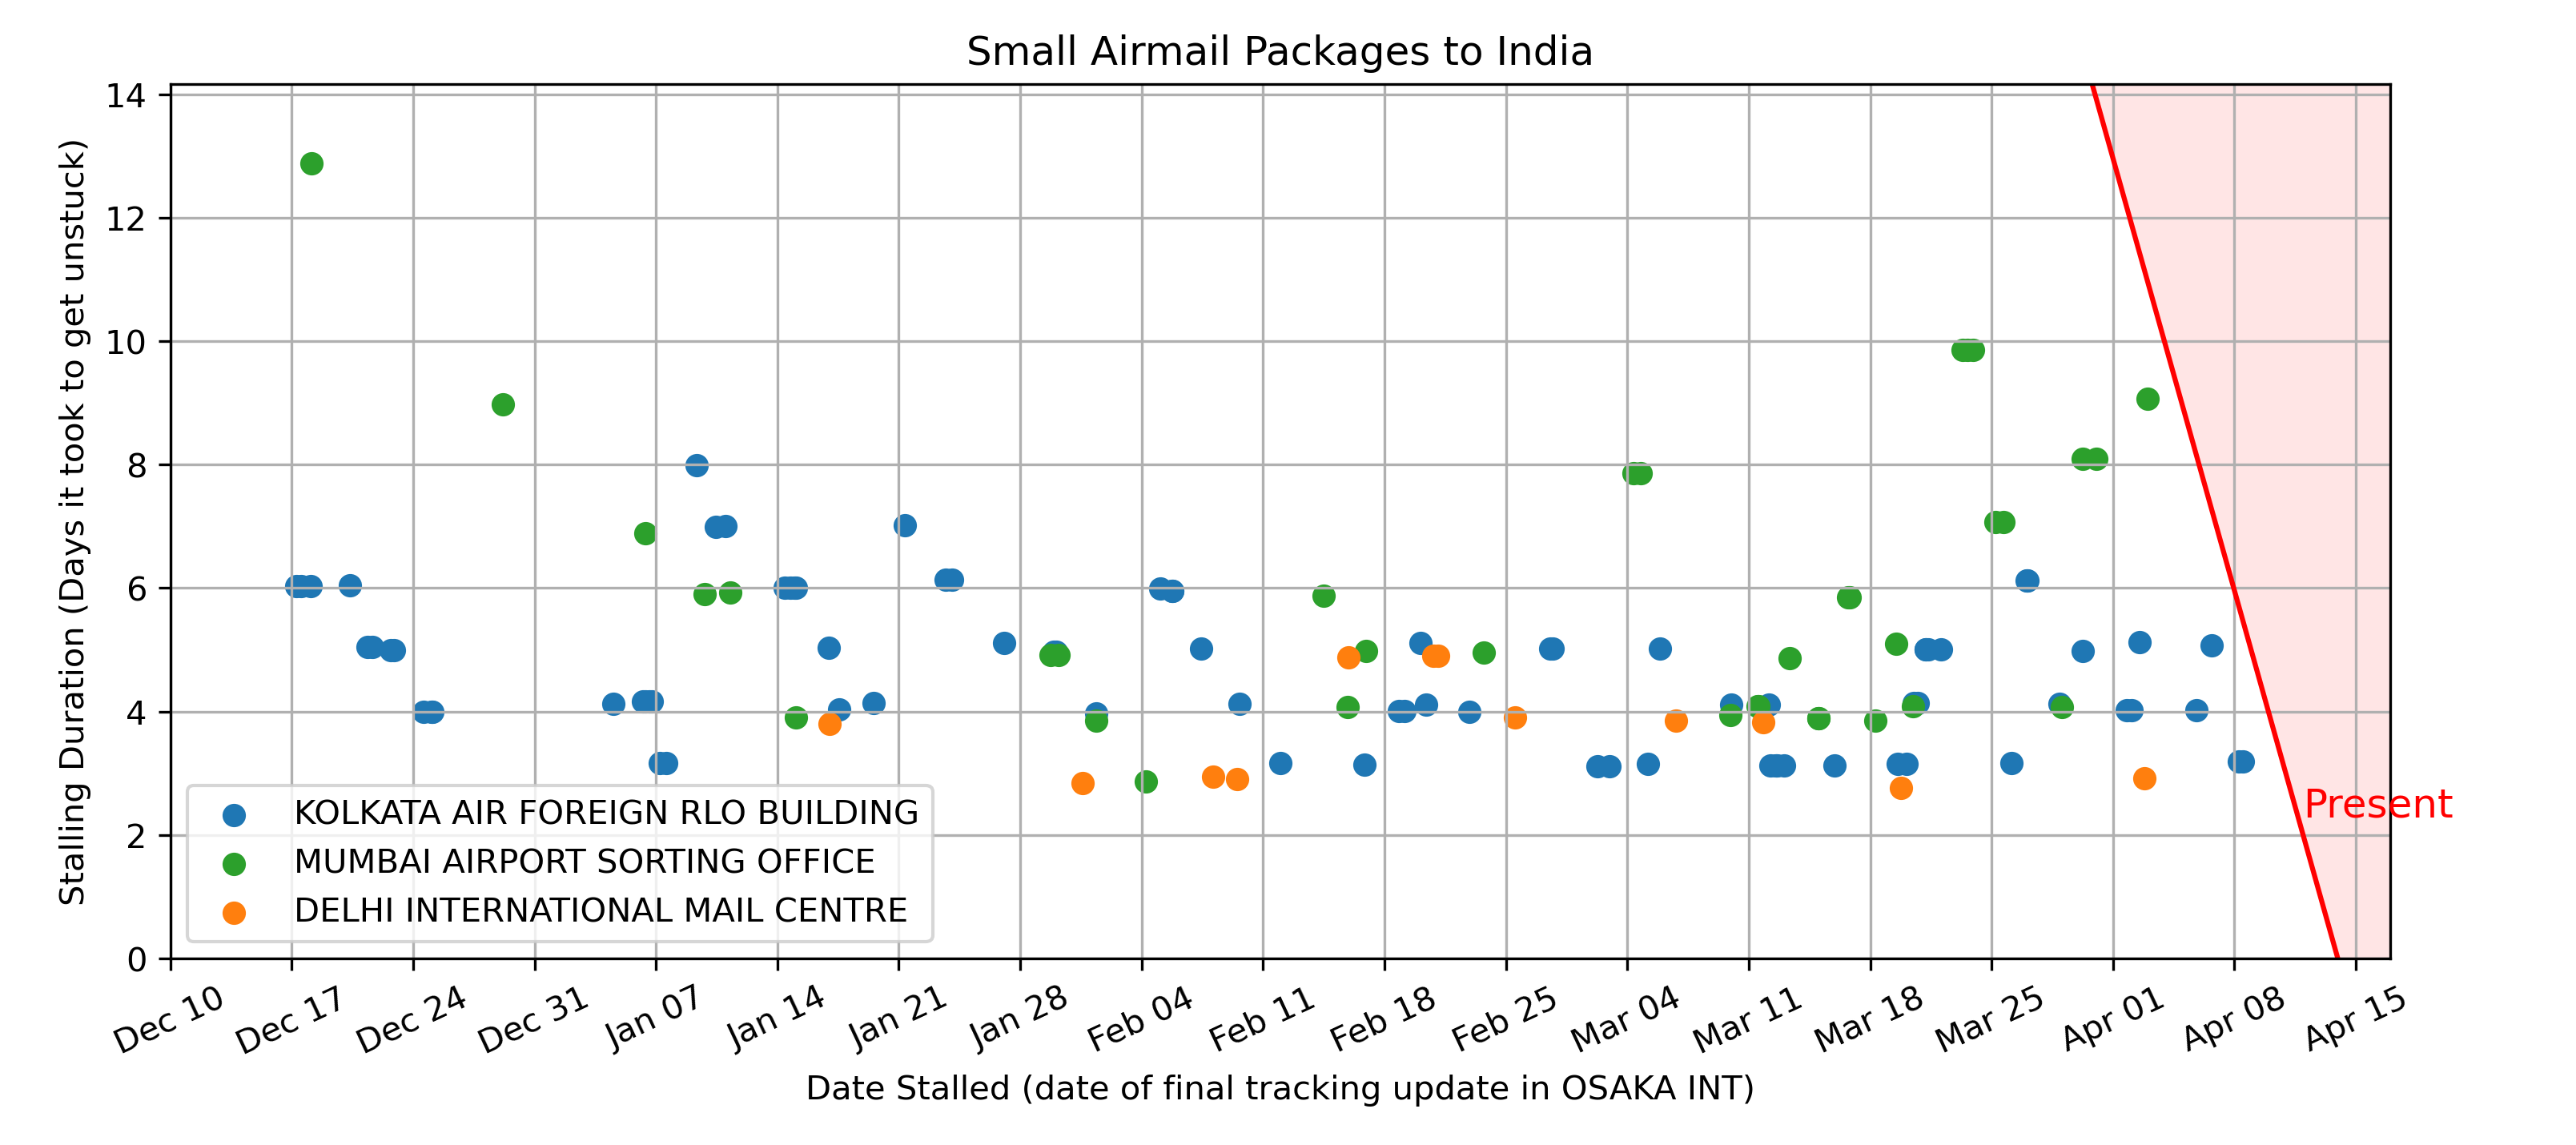 Small Airmail Packages to India
Stalling Duration (Days it took to get unstuck)
14
12
10
8
6
4
2
0
KOLKATA AIR FOREIGN RLO BUILDING
MUMBAI AIRPORT SORTING OFFICE
DELHI INTERNATIONAL MAIL CENTRE
Present
Dec 10 Dec 17 Dec 24 Dec 31 Jan 07 Jan 14 Jan 21 Jan 28 Feb 04 Feb 11 Feb 18 Feb 25 Mar 04 Mar 11 Mar 18 Mar 25 Apr 01 Apr 08 Apr 15
Date Stalled (date of final tracking update in OSAKA INT)